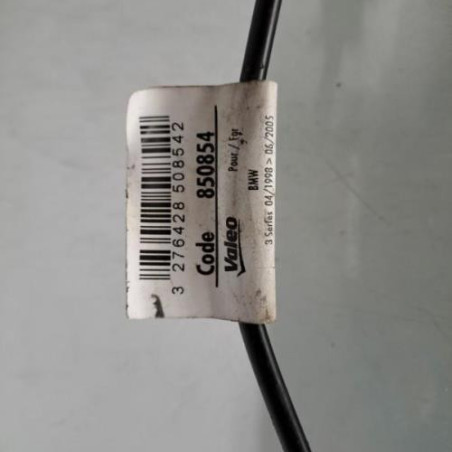 3 276428 508542
Code 850854
Valeo Pour / For
BMW
3 Series 04/1998 > 06/2005